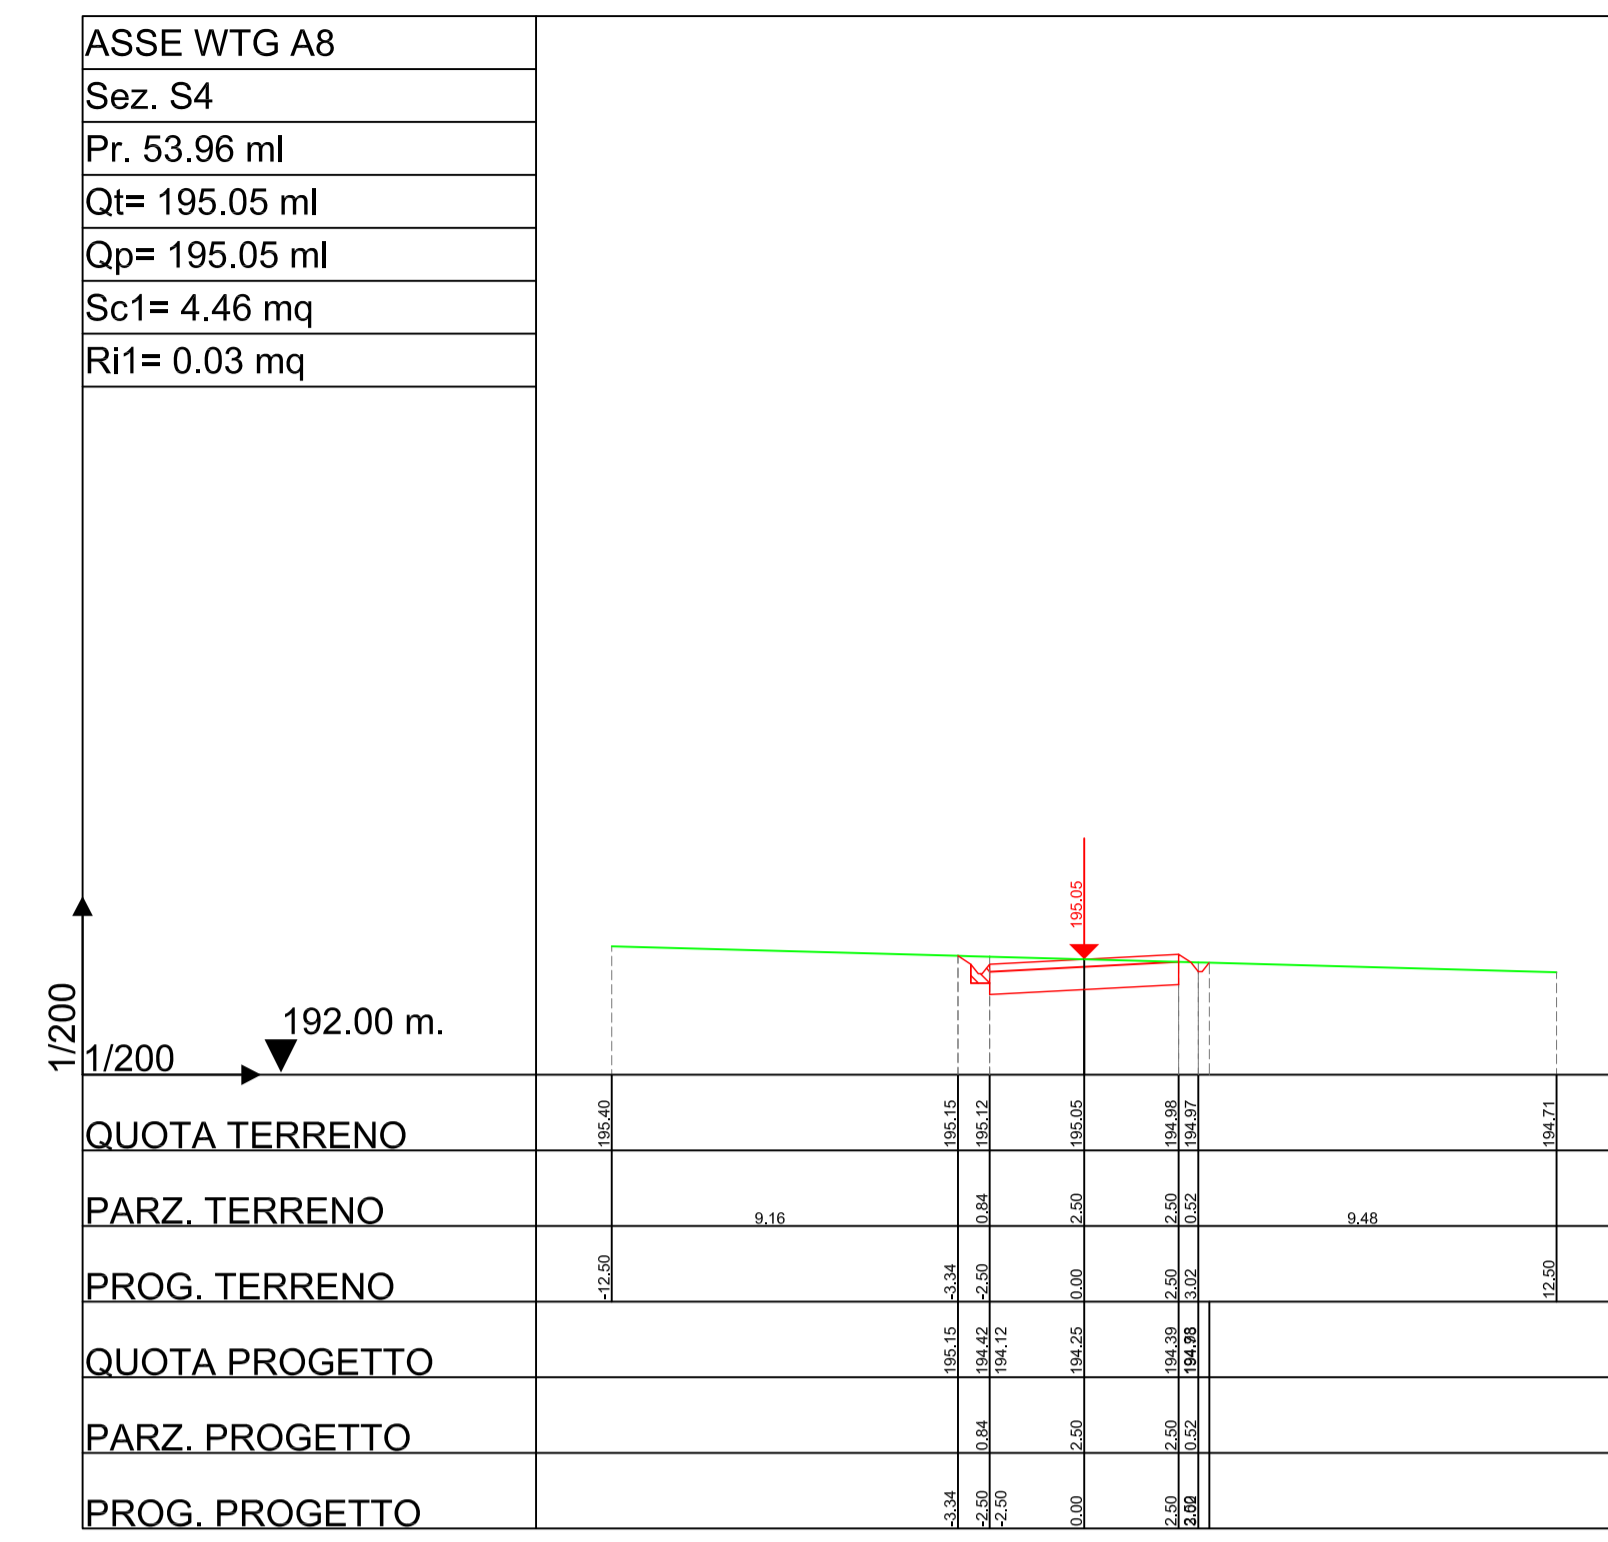 ASSE WTG A8
Sez. S4
Pr. 53.96 ml
Qt= 195.05 ml
Qp= 195.05 ml
Sc1= 4.46 mq
Ri1= 0.03 mq
195.05
1/200
192.00 m.
1/200
QUOTA TERRENO 195.40 195.15 195.12 195.05 194.98 194.97 194.71
PARZ. TERRENO 9.16 0.84 2.50 2.50 0.52 9.48
PROG. TERRENO -12.50 -3.34 -2.50 0.00 2.50 3.02 12.50
QUOTA PROGETTO 195.15 194.42 194.12 194.25 194.39
PARZ. PROGETTO 0.84 2.50 2.50 0.52
PROG. PROGETTO -3.34 -2.50 -2.50 0.00 2.50